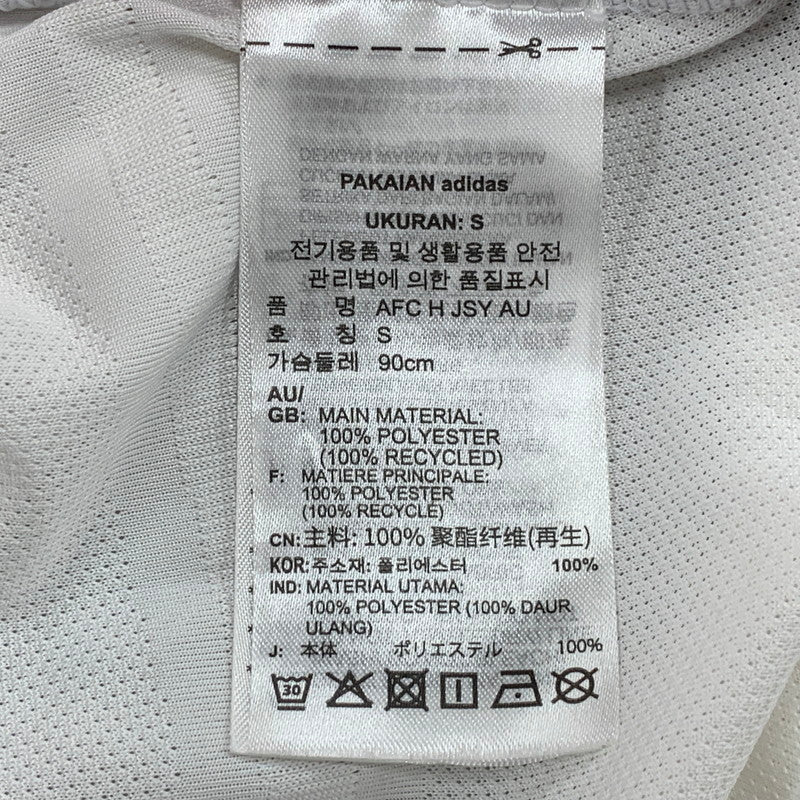 PAKAIAN adidas
UKURAN: S
전기용품 및 생활용품 안전
관리법에 의한 품질표시
품 명 AFC H JSY AU
호 칭 S
가슴둘레 90cm
AU/
GB: MAIN MATERIAL:
100% POLYESTER
(100% RECYCLED)
F: MATIERE PRINCIPALE:
100% POLYESTER
(100% RECYCLE)
CN: 主料: 100% 聚酯纤维(再生)
KOR: 주소재: 폴리에스터 100%
IND: MATERIAL UTAMA:
100% POLYESTER (100% DAUR
ULANG)
J: 本体 ポリエステル 100%
30